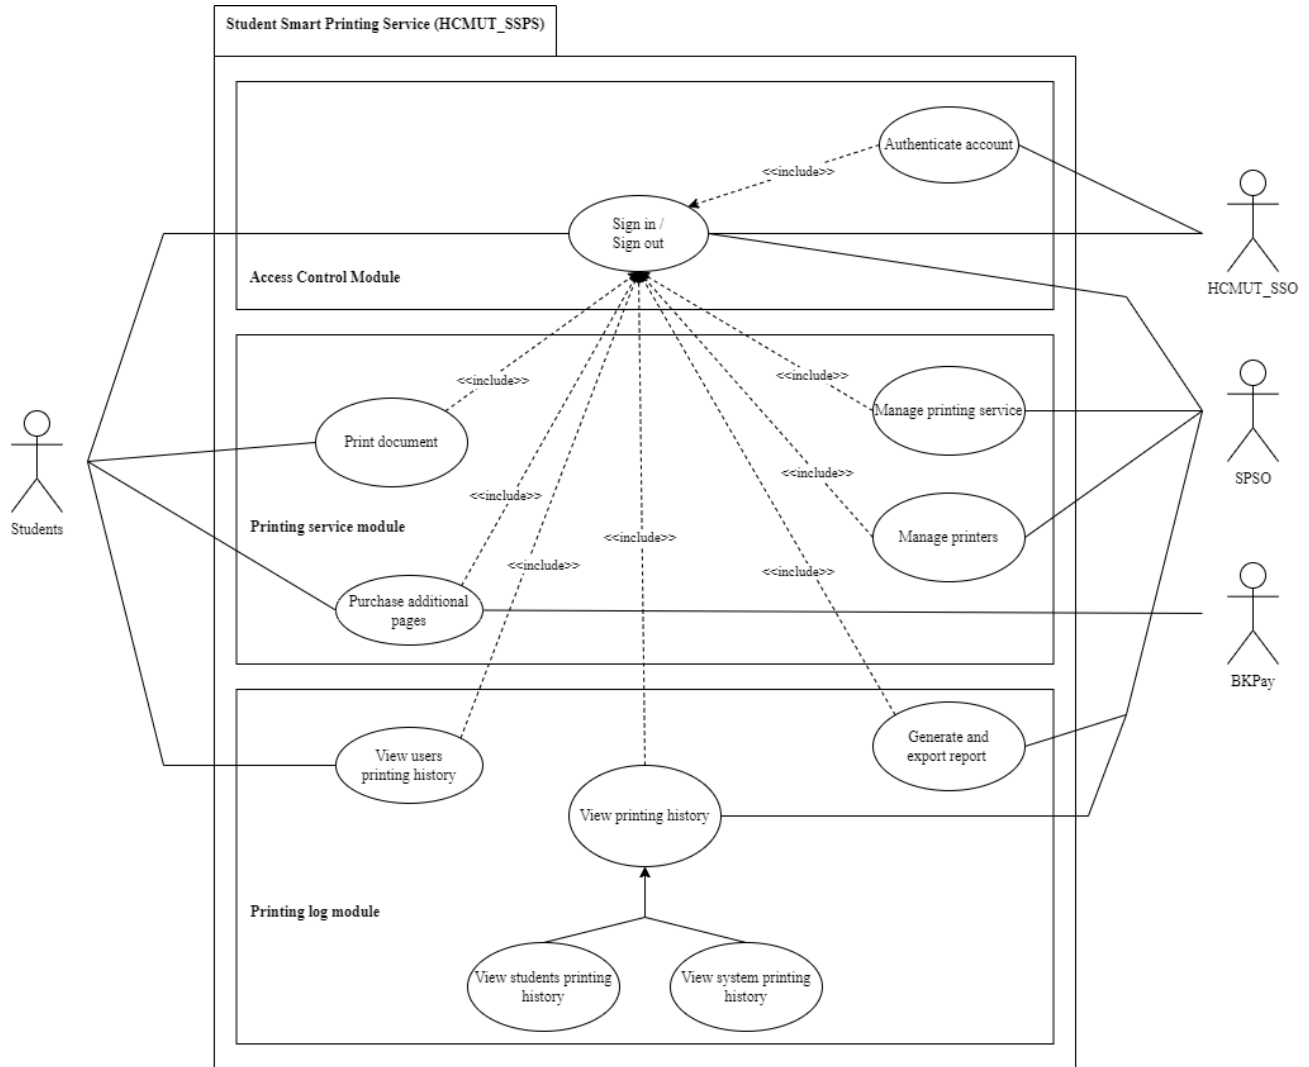 Student Smart Printing Service (HCMUT_SSPS)
Authenticate account
<<include>>
Sign in /
Sign out
Access Control Module
HCMUT_SSO
<<include>>
<<include>>
Manage printing service
Print document
<<include>>
<<include>>
SPSO
Students
Printing service module
<<include>>
Manage printers
<<include>>
<<include>>
Purchase additional
pages
BKPay
View users
printing history
Generate and
export report
View printing history
Printing log module
View students printing
history
View system printing
history